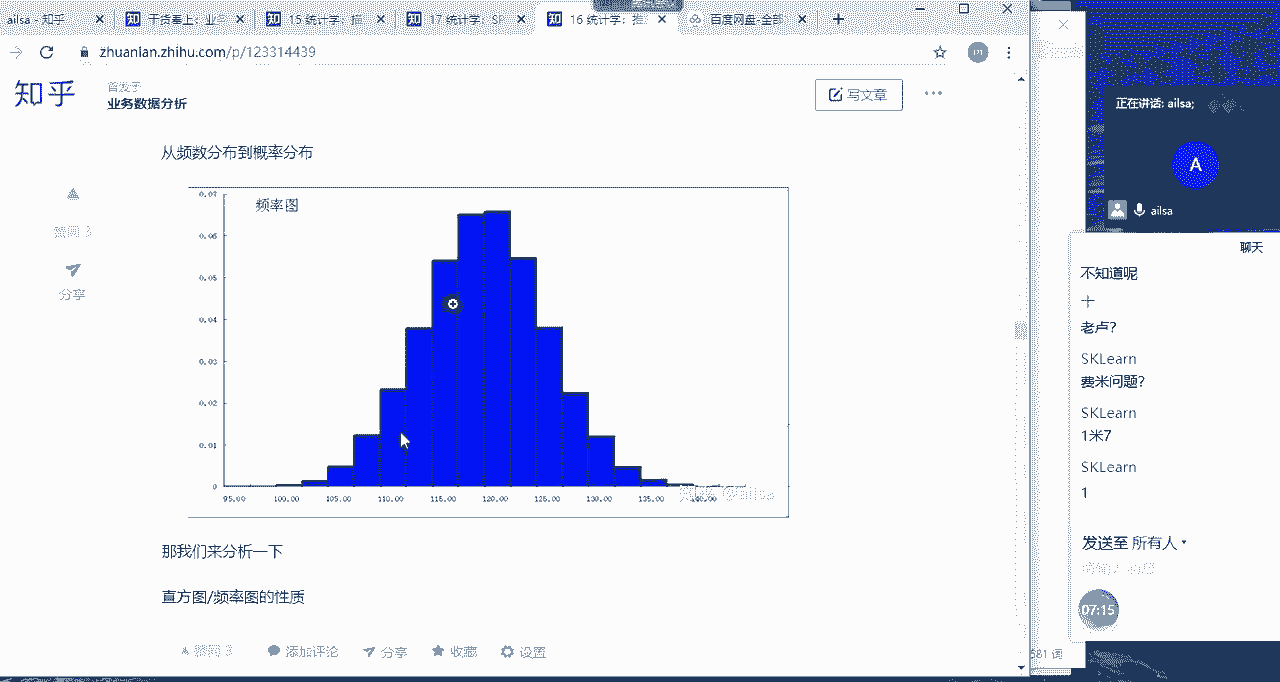 ailsa - 知乎
干货奉上：业务
15 统计学：描
17 统计学：SP
16 统计学：推
百度网盘-全部
zhuanlan.zhihu.com/p/123314439
知乎
首发于
业务数据分析
写文章
从频数分布到概率分布
赞同 3
分享
频率图
0.07
0.06
0.05
0.04
0.03
0.02
0.01
0
95.00 100.00 105.00 110.00 115.00 120.00 125.00 130.00 135.00 140.00
知乎 @ailsa
那我们来分析一下
直方图/频率图的性质
赞同 3 添加评论 分享 收藏 设置
正在讲话: ailsa;
A
ailsa
聊天
不知道呢
老卢?
SKLearn
费米问题?
SKLearn
1米7
SKLearn
1
发送至 所有人
07:15
581 词